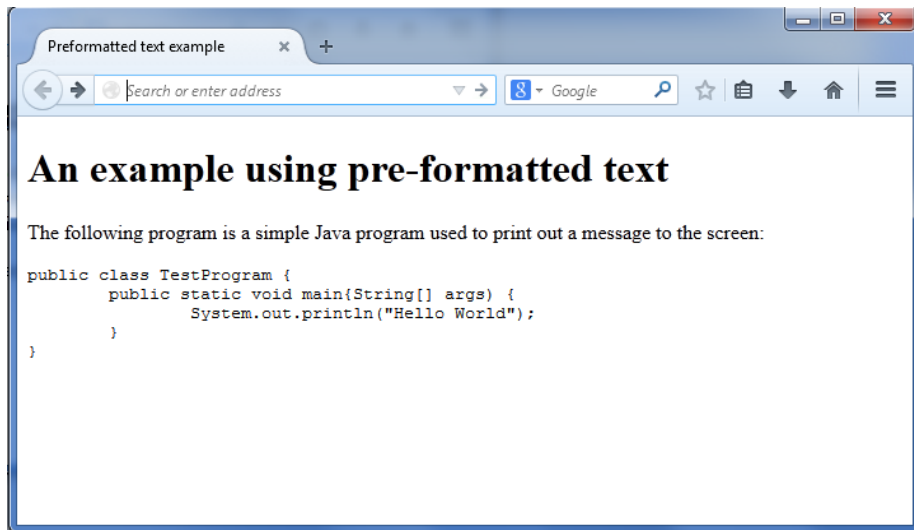 Preformatted text example
Search or enter address
8 Google
An example using pre-formatted text
The following program is a simple Java program used to print out a message to the screen:
public class TestProgram {
        public static void main{String[] args) {
                System.out.println("Hello World");
        }
}